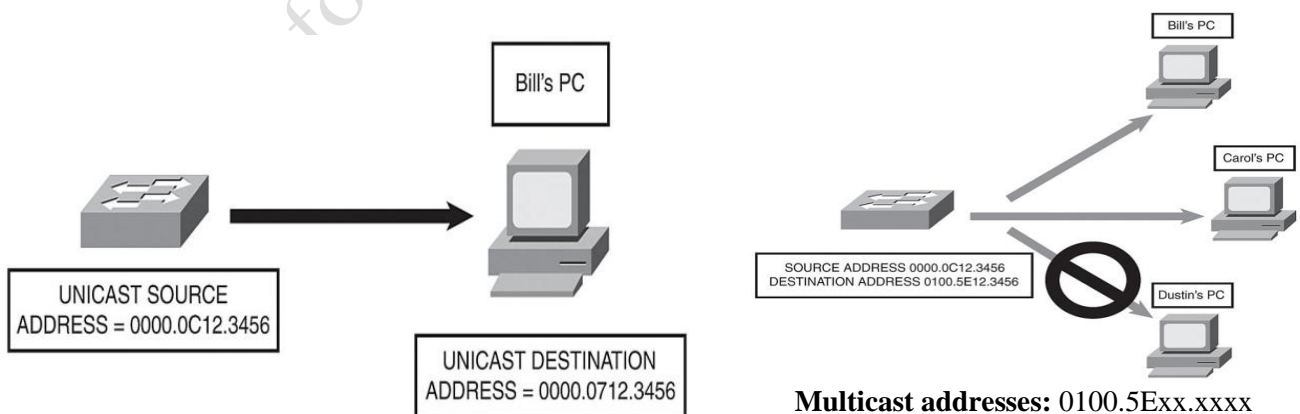 Bill's PC
UNICAST SOURCE
ADDRESS = 0000.0C12.3456
UNICAST DESTINATION
ADDRESS = 0000.0712.3456
Bill's PC
Carol's PC
SOURCE ADDRESS 0000.0C12.3456
DESTINATION ADDRESS 0100.5E12.3456
Dustin's PC
Multicast addresses: 0100.5Exx.xxxx